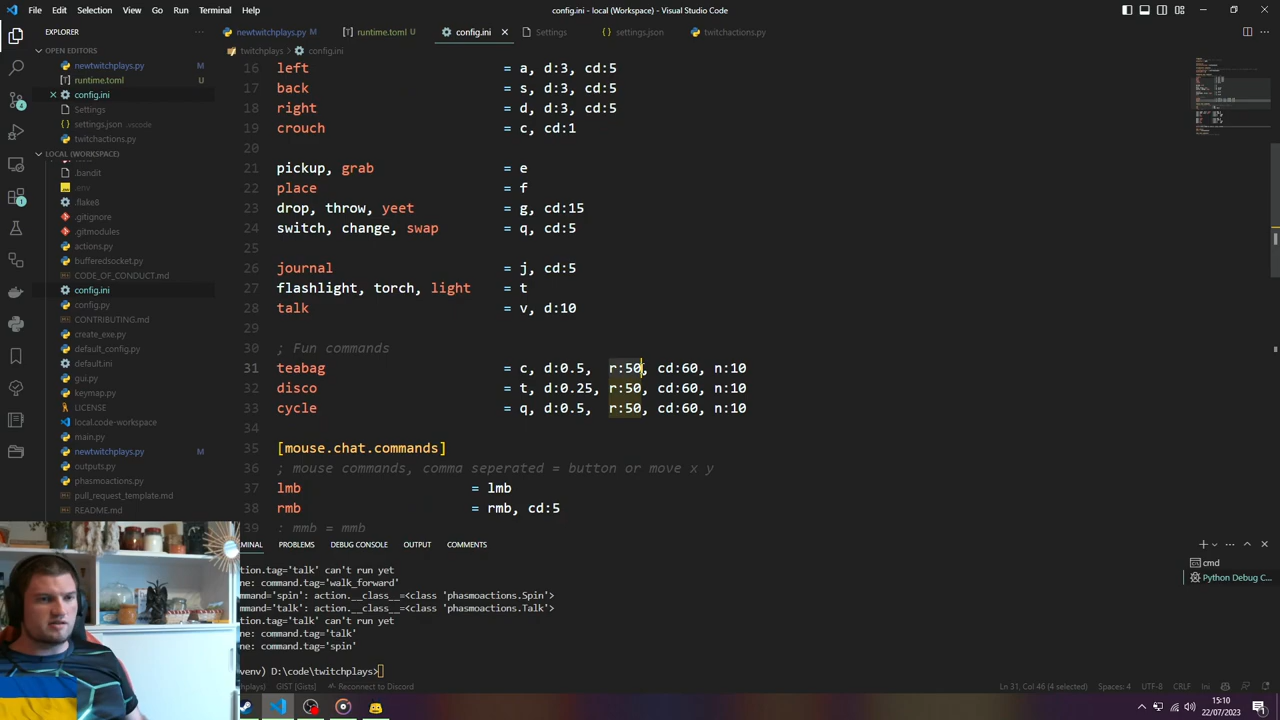 File Edit Selection View Go Run Terminal Help
config.ini - local (Workspace) - Visual Studio Code
EXPLORER
newtwitchplays.py M
runtime.toml U
config.ini
Settings
settings.json
twitchactions.py
OPEN EDITORS
twitchplays > config.ini
newtwitchplays.py M
runtime.toml U
config.ini
Settings
settings.json .vscode
twitchactions.py
LOCAL (WORKSPACE)
.bandit
.env
.flake8
.gitignore
.gitmodules
actions.py
bufferedsound.py
CODE_OF_CONDUCT.md
config.ini
config.py
CONTRIBUTING.md
create_exe.py
default_config.py
default.ini
gui.py
keymap.py
LICENSE
local.code-workspace
main.py
newtwitchplays.py M
outputs.py
phasmoactions.py
pull_request_template.md
README.md
16 left = a, d:3, cd:5
17 back = s, d:3, cd:5
18 right = d, d:3, cd:5
19 crouch = c, cd:1
20
21 pickup, grab = e
22 place = f
23 drop, throw, yeet = g, cd:15
24 switch, change, swap = q, cd:5
25
26 journal = j, cd:5
27 flashlight, torch, light = t
28 talk = v, d:10
29
30 ; Fun commands
31 teabag = c, d:0.5, r:50, cd:60, n:10
32 disco = t, d:0.25, r:50, cd:60, n:10
33 cycle = q, d:0.5, r:50, cd:60, n:10
34
35 [mouse.chat.commands]
36 ; mouse commands, comma seperated = button or move x y
37 lmb = lmb
38 rmb = rmb, cd:5
39 ; mmb = mmb
MINAL PROBLEMS DEBUG CONSOLE OUTPUT COMMENTS
tion.tag='talk' can't run yet
ne: command.tag='walk_forward'
mmand='spin': action.__class__=<class 'phasmoactions.Spin'>
mmand='talk': action.__class__=<class 'phasmoactions.Talk'>
tion.tag='talk' can't run yet
ne: command.tag='talk'
ne: command.tag='spin'
venv) D:\code\twitchplays>
cmd
Python Debug C...
hplays) GIST [Gists] Reconnect to Discord
Ln 31, Col 46 (4 selected) Spaces: 4 UTF-8 CRLF Ini
15:10
22/07/2023